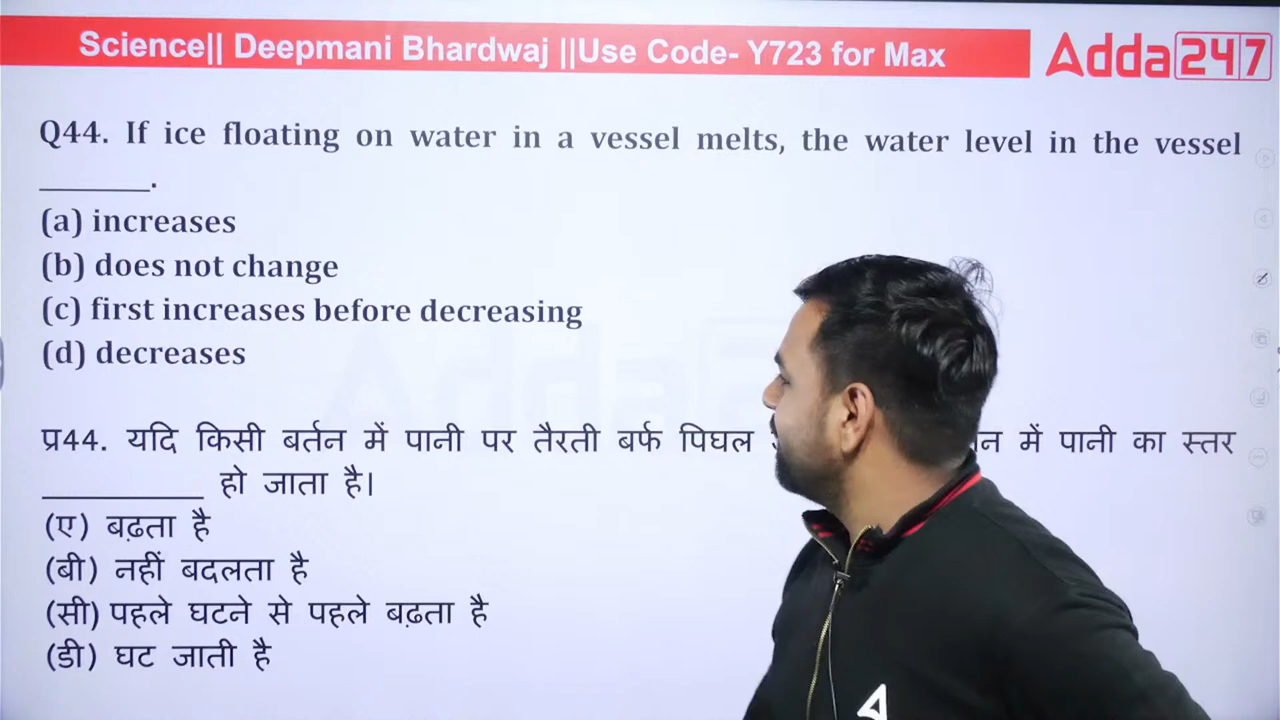 Science|| Deepmani Bhardwaj ||Use Code- Y723 for Max
Adda247
Q44. If ice floating on water in a vessel melts, the water level in the vessel
________.
(a) increases
(b) does not change
(c) first increases before decreasing
(d) decreases
प्र44. यदि किसी बर्तन में पानी पर तैरती बर्फ पिघल में पानी का स्तर
____________ हो जाता है।
(ए) बढ़ता है
(बी) नहीं बदलता है
(सी) पहले घटने से पहले बढ़ता है
(डी) घट जाती है